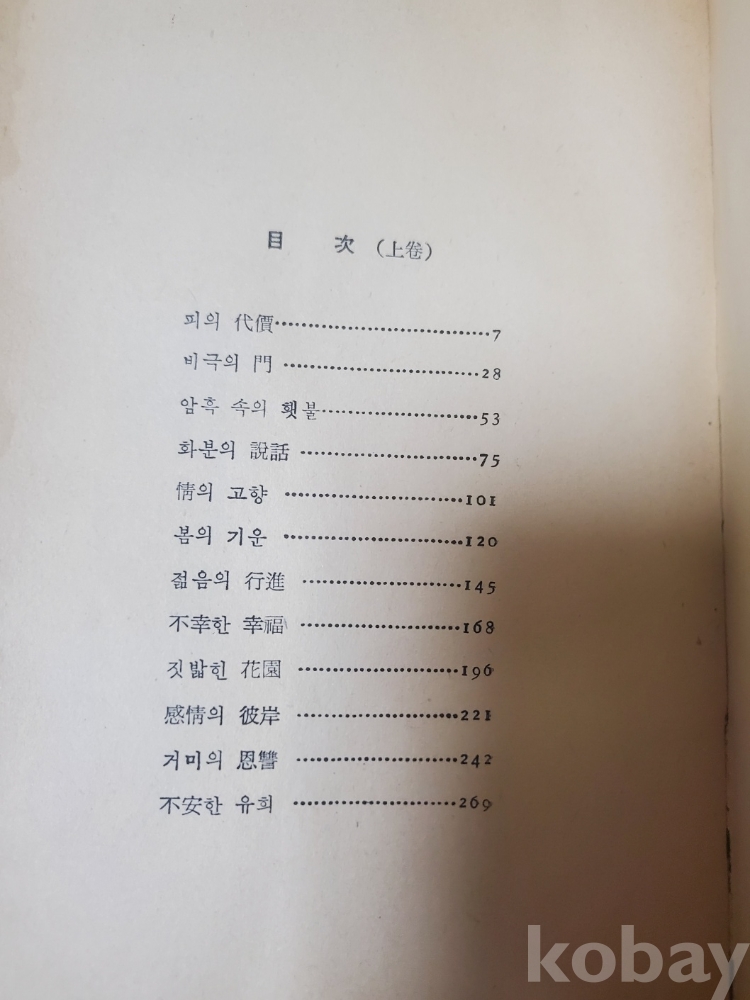 目 次 (上卷)
피의 代價……………………………7
비극의 門 …………………………28
암흑 속의 횃불……………………53
화분의 說話 ………………………75
情의 고향 …………………………101
봄의 기운 …………………………120
젊음의 行進 ………………………145
不幸한 幸福 ………………………168
짓밟힌 花園 ………………………196
感情의 彼岸 ………………………221
거미의 恩讐 ………………………242
不安한 유희 ………………………269
kobay